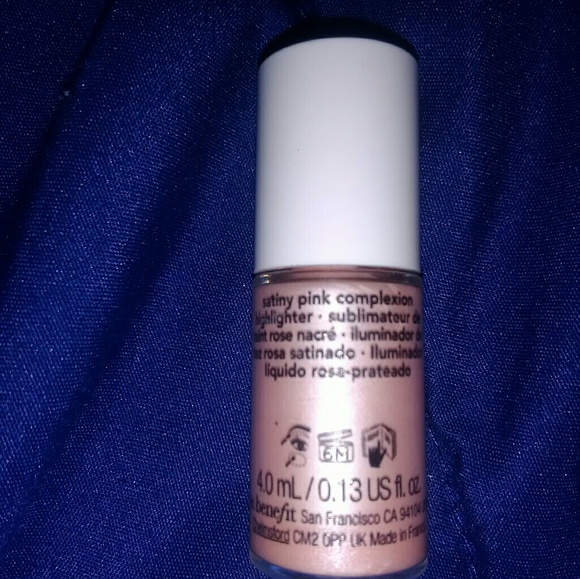 satiny pink complexion
highlighter · sublimateur de
teint rose nacré · iluminador de
rosa satinado · Iluminador
líquido rosa-prateado
6M
4.0 mL / 0.13 US fl. oz.
benefit San Francisco CA 94104
Chelmsford CM2 0PP UK Made in France